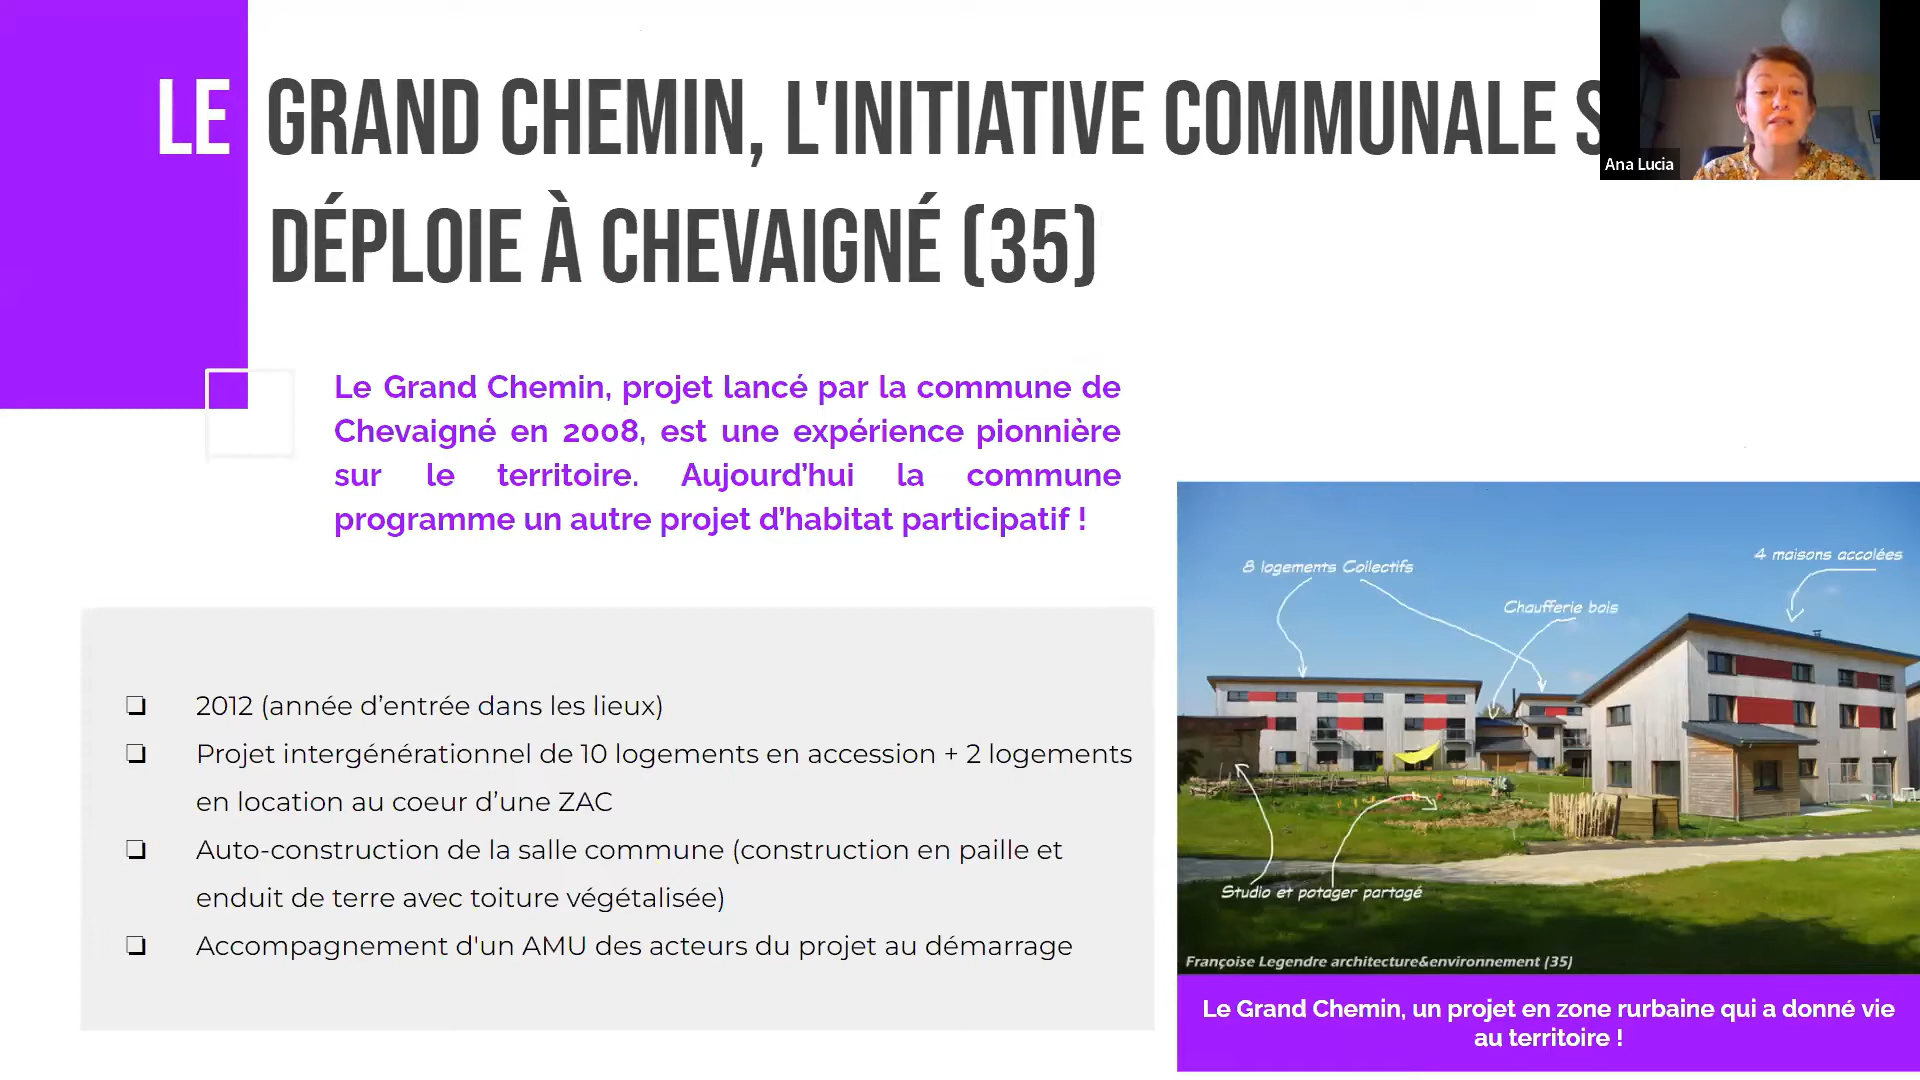 LE GRAND CHEMIN, L'INITIATIVE COMMUNALE
DÉPLOIE À CHEVAIGNÉ (35)
Ana Lucia
Le Grand Chemin, projet lancé par la commune de
Chevaigné en 2008, est une expérience pionnière
sur le territoire. Aujourd’hui la commune
programme un autre projet d’habitat participatif !
❏ 2012 (année d’entrée dans les lieux)
❏ Projet intergénérationnel de 10 logements en accession + 2 logements
en location au coeur d’une ZAC
❏ Auto-construction de la salle commune (construction en paille et
enduit de terre avec toiture végétalisée)
❏ Accompagnement d'un AMU des acteurs du projet au démarrage
8 logements Collectifs
4 maisons accolées
Chaufferie bois
Studio et potager partagé
Françoise Legendre architecture&environnement (35)
Le Grand Chemin, un projet en zone rurbaine qui a donné vie
au territoire !